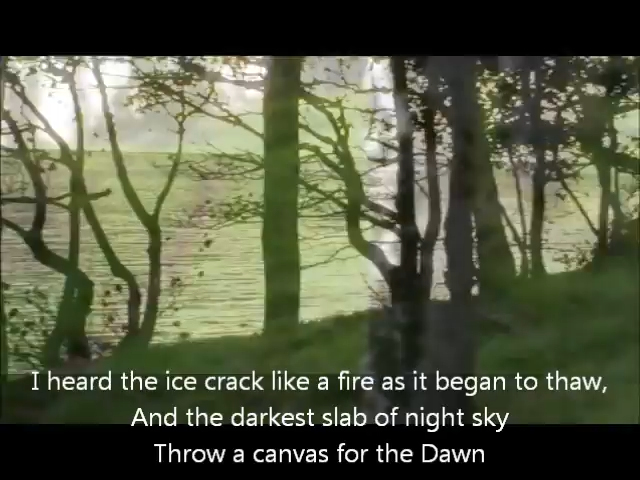 I heard the ice crack like a fire as it began to thaw,
And the darkest slab of night sky
Throw a canvas for the Dawn